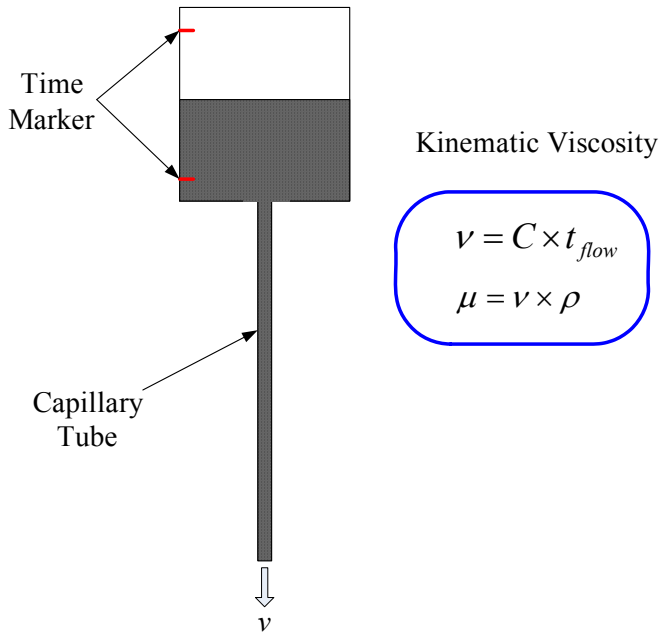 Time
Marker
Kinematic Viscosity
ν = C × t_flow
μ = ν × ρ
Capillary
Tube
v